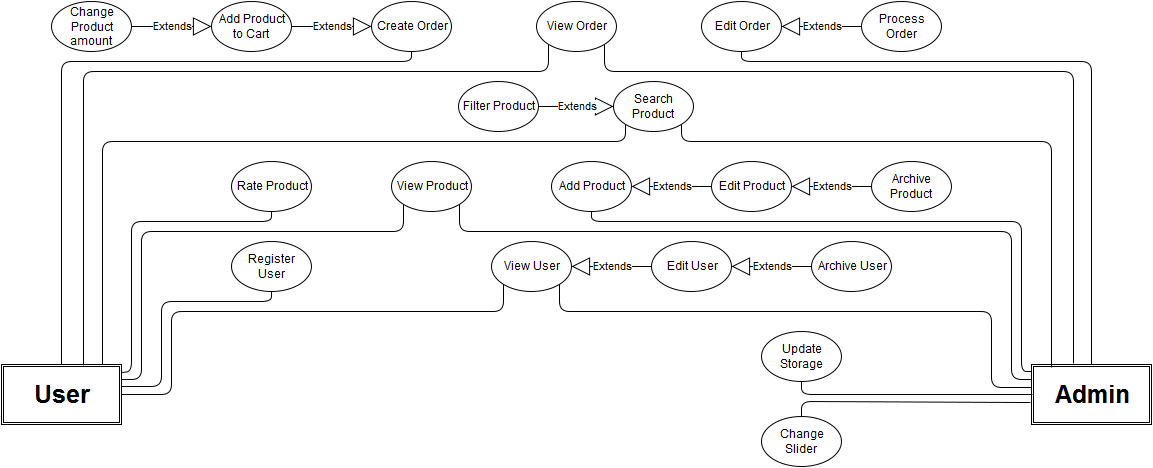 Change
Product
amount
Extends
Add Product
to Cart
Extends
Create Order
View Order
Edit Order
Extends
Process
Order
Filter Product
Extends
Search
Product
Rate Product
View Product
Add Product
Extends
Edit Product
Extends
Archive
Product
Register
User
View User
Extends
Edit User
Extends
Archive User
Update
Storage
User
Admin
Change
Slider